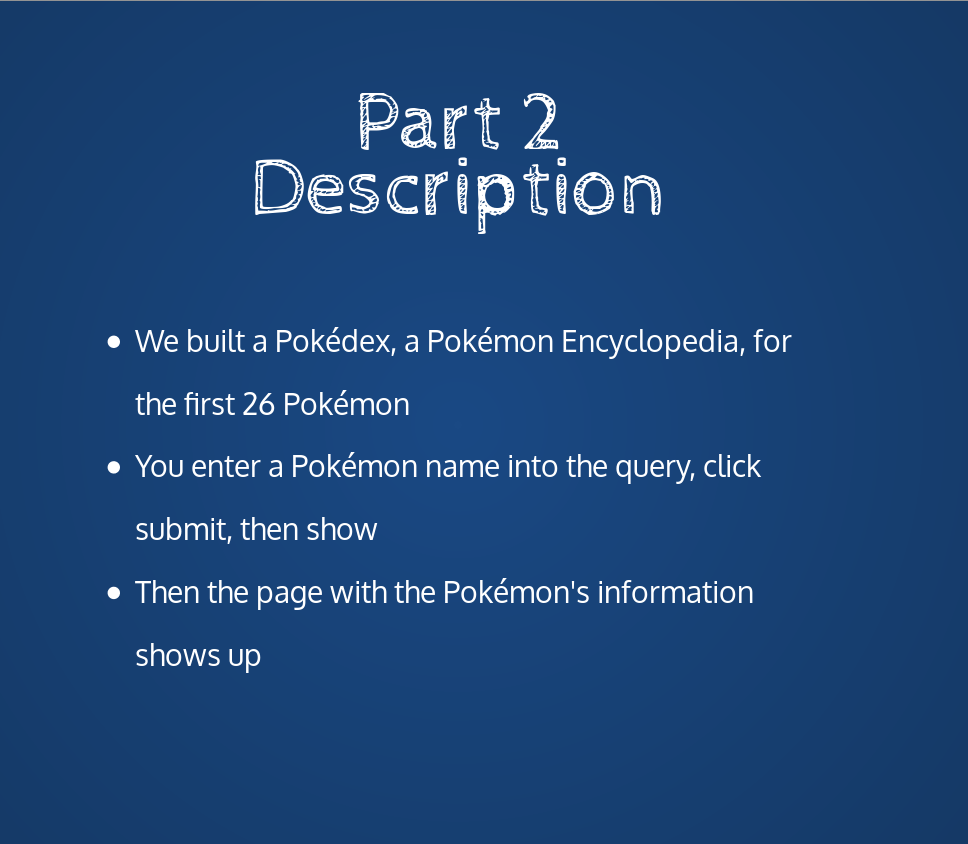 Part 2
Description
• We built a Pokédex, a Pokémon Encyclopedia, for
the first 26 Pokémon
• You enter a Pokémon name into the query, click
submit, then show
• Then the page with the Pokémon's information
shows up